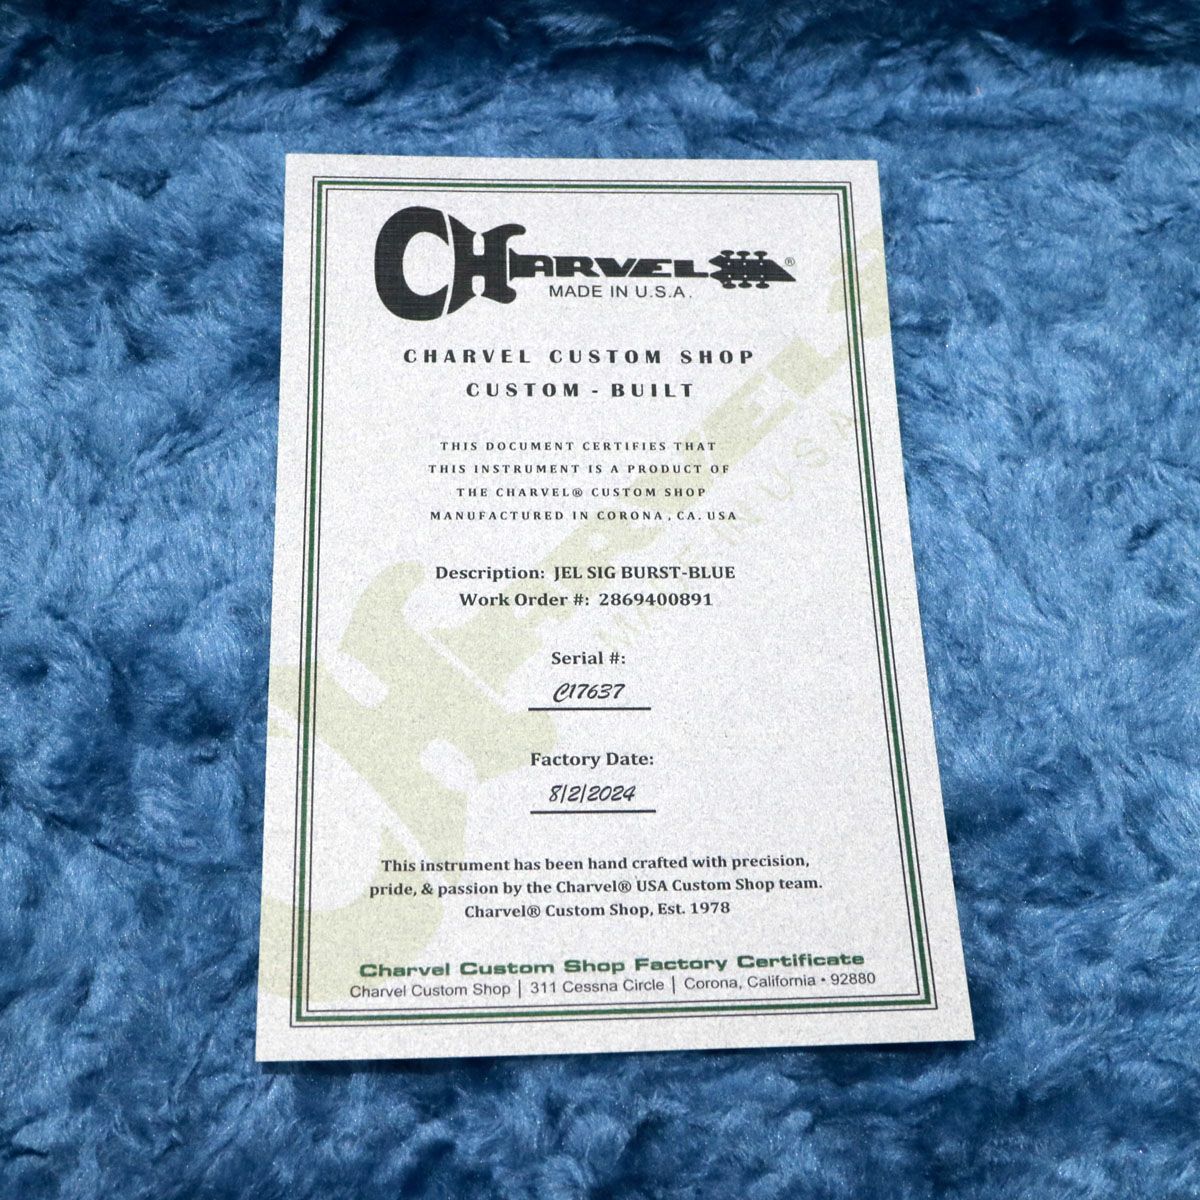 CHARVEL®
MADE IN U.S.A.
CHARVEL CUSTOM SHOP
CUSTOM - BUILT
THIS DOCUMENT CERTIFIES THAT
THIS INSTRUMENT IS A PRODUCT OF
THE CHARVEL® CUSTOM SHOP
MANUFACTURED IN CORONA, CA. USA
Description: JEL SIG BURST-BLUE
Work Order #: 2869400891
Serial #:
C17637
Factory Date:
8/2/2024
This instrument has been hand crafted with precision,
pride, & passion by the Charvel® USA Custom Shop team.
Charvel® Custom Shop, Est. 1978
Charvel Custom Shop Factory Certificate
Charvel Custom Shop | 311 Cessna Circle | Corona, California • 92880
CHARVEL
MADE IN U.S.A.